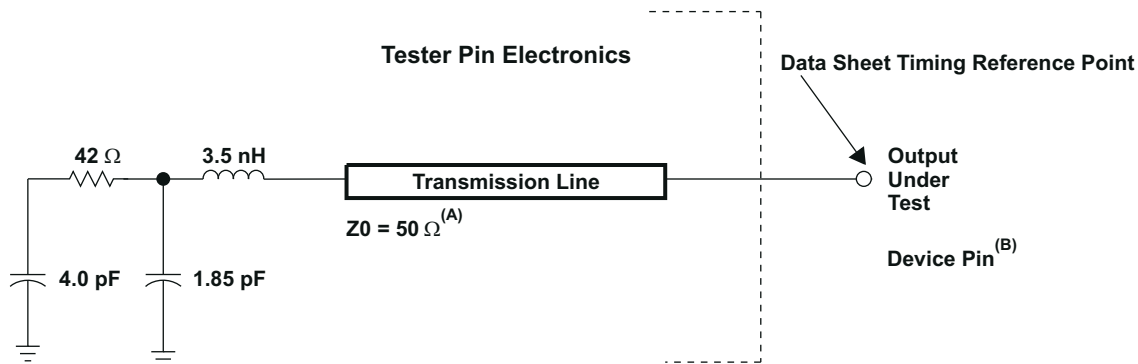 Tester Pin Electronics
Data Sheet Timing Reference Point
42 Ω
3.5 nH
Transmission Line
Output
Under
Test
Z0 = 50 Ω(A)
Device Pin(B)
4.0 pF
1.85 pF